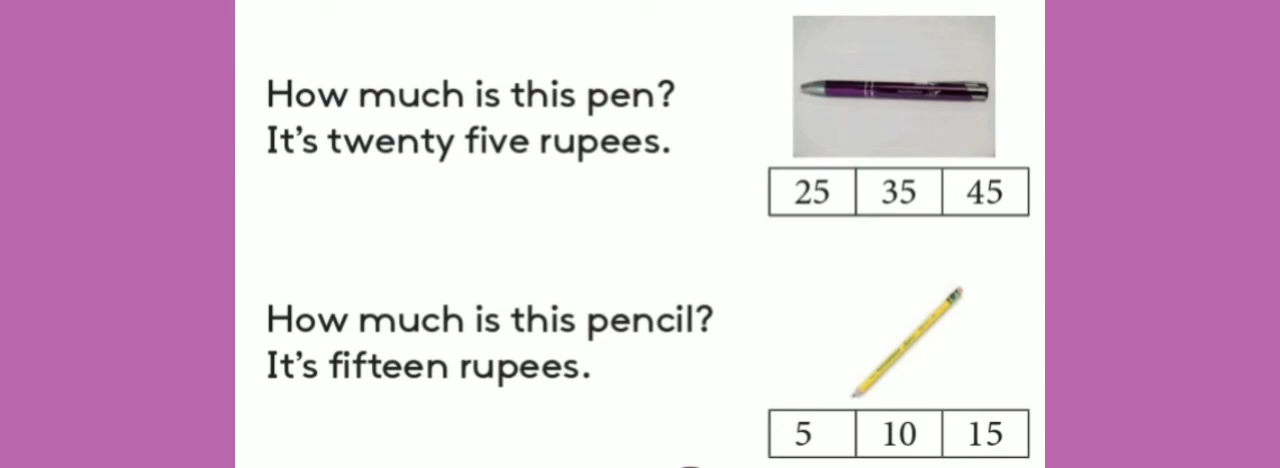 How much is this pen?
It's twenty five rupees.
25 35 45
How much is this pencil?
It's fifteen rupees.
5 10 15